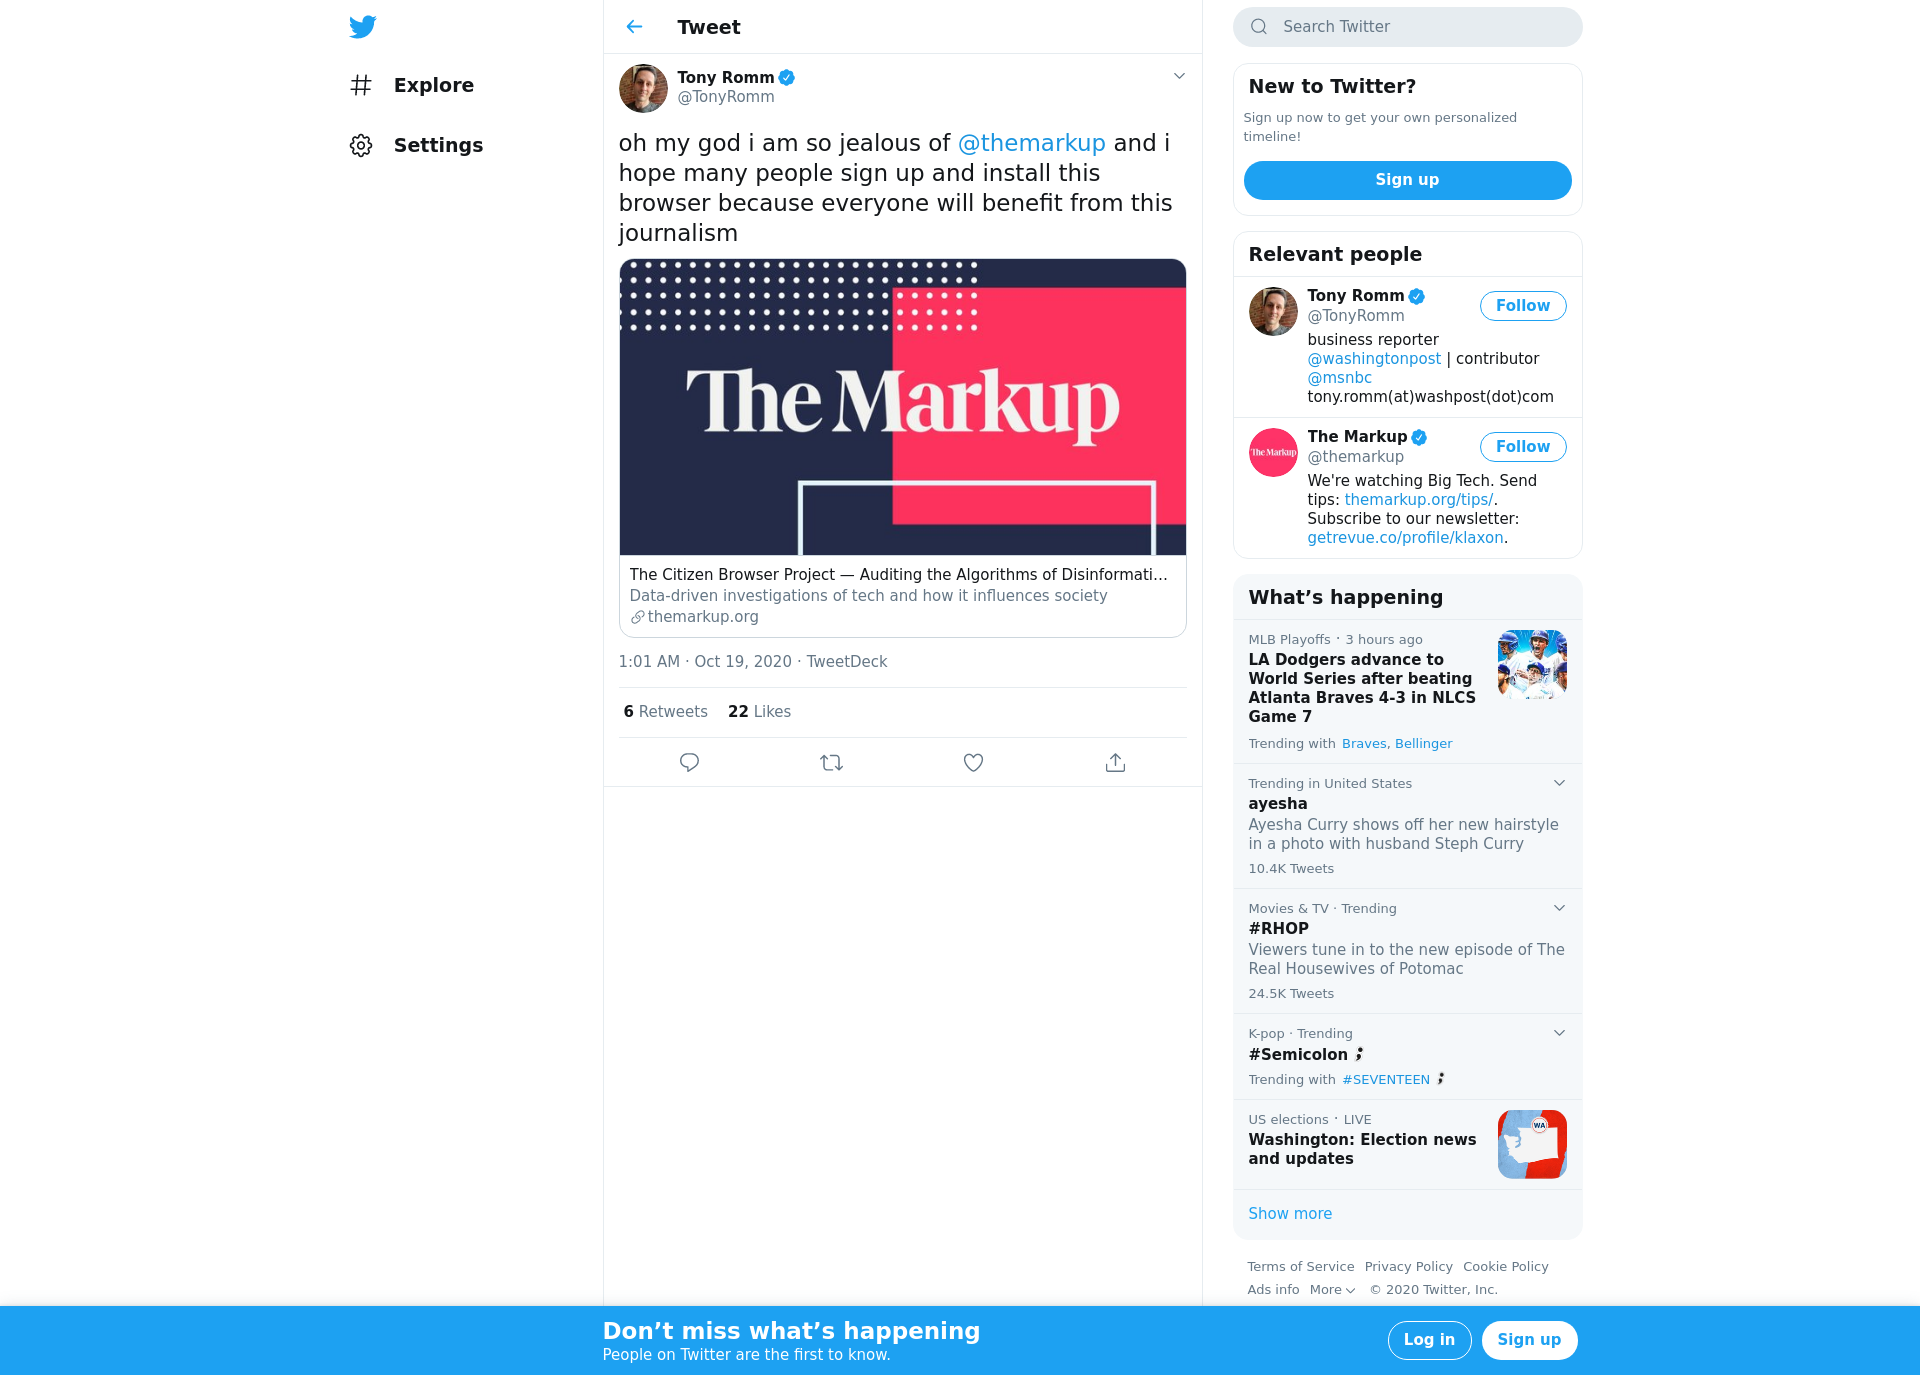 Explore
Settings
Tweet
Tony Romm
@TonyRomm
oh my god i am so jealous of @themarkup and i
hope many people sign up and install this
browser because everyone will benefit from this
journalism
The Markup
The Citizen Browser Project — Auditing the Algorithms of Disinformati…
Data-driven investigations of tech and how it influences society
themarkup.org
1:01 AM · Oct 19, 2020 · TweetDeck
6 Retweets 22 Likes
Search Twitter
New to Twitter?
Sign up now to get your own personalized
timeline!
Sign up
Relevant people
Tony Romm
@TonyRomm
Follow
business reporter
@washingtonpost | contributor
@msnbc
tony.romm(at)washpost(dot)com
The Markup
The Markup
@themarkup
Follow
We're watching Big Tech. Send
tips: themarkup.org/tips/.
Subscribe to our newsletter:
getrevue.co/profile/klaxon.
What’s happening
MLB Playoffs · 3 hours ago
LA Dodgers advance to
World Series after beating
Atlanta Braves 4-3 in NLCS
Game 7
Trending with Braves, Bellinger
Trending in United States
ayesha
Ayesha Curry shows off her new hairstyle
in a photo with husband Steph Curry
10.4K Tweets
Movies & TV · Trending
#RHOP
Viewers tune in to the new episode of The
Real Housewives of Potomac
24.5K Tweets
K-pop · Trending
#Semicolon
Trending with #SEVENTEEN
US elections · LIVE
Washington: Election news
and updates
WA
Show more
Terms of Service Privacy Policy Cookie Policy
Ads info More © 2020 Twitter, Inc.
Don’t miss what’s happening
People on Twitter are the first to know.
Log in
Sign up